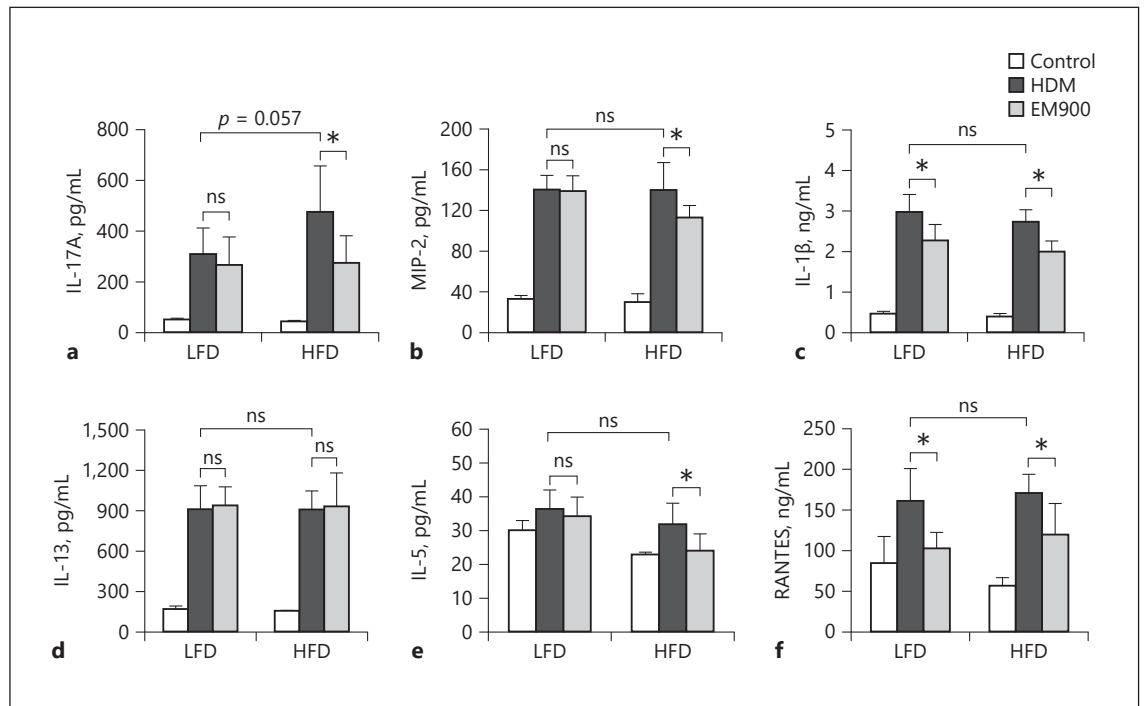 Control
HDM
EM900
IL-17A, pg/mL
800
600
400
200
0
p = 0.057
ns
*
LFD
HFD
a
MIP-2, pg/mL
200
160
120
80
40
0
ns
ns
*
LFD
HFD
b
IL-1β, ng/mL
5
4
3
2
1
0
ns
*
*
LFD
HFD
c
IL-13, pg/mL
1,500
1,200
900
600
300
0
ns
ns
ns
LFD
HFD
d
IL-5, pg/mL
60
50
40
30
20
10
0
ns
ns
*
LFD
HFD
e
RANTES, ng/mL
250
200
150
100
50
0
ns
*
*
LFD
HFD
f